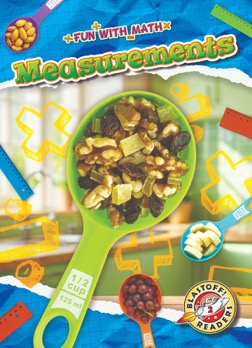 FUN WITH MATH
Measurements
1/2
cup
125 ml
BLASTOFF!
READERS